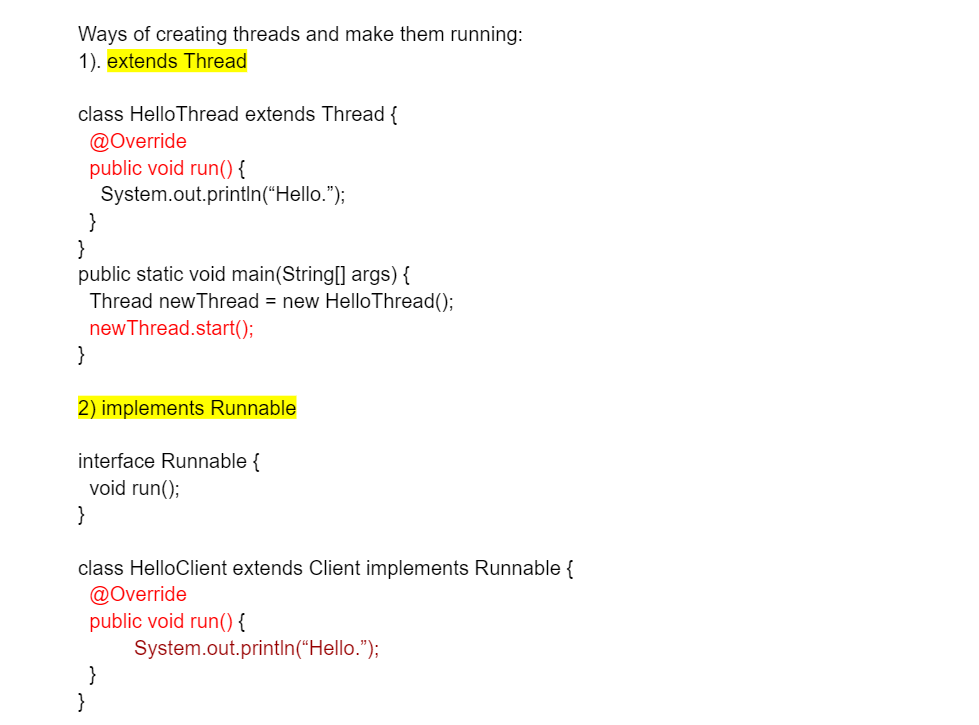 Ways of creating threads and make them running:
1). extends Thread
class HelloThread extends Thread {
@Override
public void run() {
System.out.println(“Hello.”);
}
}
public static void main(String[] args) {
Thread newThread = new HelloThread();
newThread.start();
}
2) implements Runnable
interface Runnable {
void run();
}
class HelloClient extends Client implements Runnable {
@Override
public void run() {
System.out.println(“Hello.”);
}
}